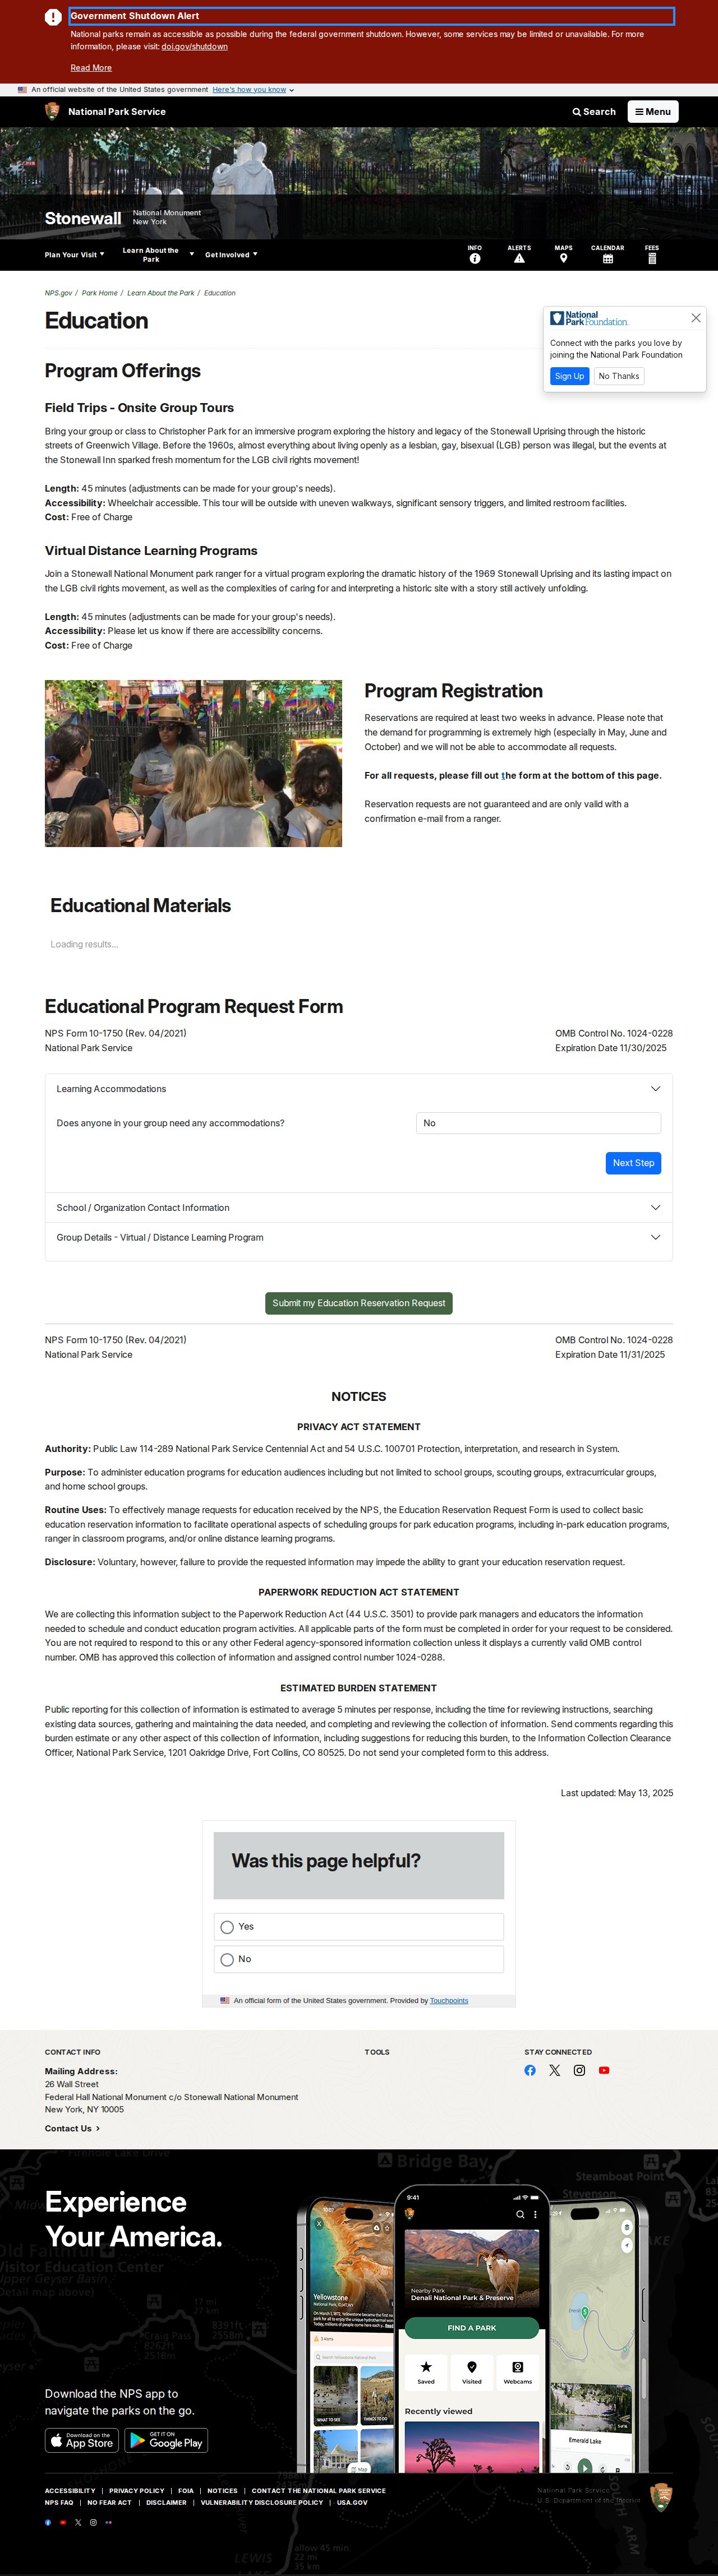 Government Shutdown Alert
National parks remain as accessible as possible during the federal government shutdown. However, some services may be limited or unavailable. For more
information, please visit: doi.gov/shutdown
Read More
An official website of the United States government Here's how you know
National Park Service
Search
Menu
Stonewall
National Monument
New York
Plan Your Visit
Learn About the
Park
Get Involved
INFO
ALERTS
MAPS
CALENDAR
FEES
NPS.gov / Park Home / Learn About the Park / Education
Education
National
Park Foundation
Connect with the parks you love by
joining the National Park Foundation
Sign Up
No Thanks
Program Offerings
Field Trips - Onsite Group Tours
Bring your group or class to Christopher Park for an immersive program exploring the history and legacy of the Stonewall Uprising through the historic
streets of Greenwich Village. Before the 1960s, almost everything about living openly as a lesbian, gay, bisexual (LGB) person was illegal, but the events at
the Stonewall Inn sparked fresh momentum for the LGB civil rights movement!
Length: 45 minutes (adjustments can be made for your group's needs).
Accessibility: Wheelchair accessible. This tour will be outside with uneven walkways, significant sensory triggers, and limited restroom facilities.
Cost: Free of Charge
Virtual Distance Learning Programs
Join a Stonewall National Monument park ranger for a virtual program exploring the dramatic history of the 1969 Stonewall Uprising and its lasting impact on
the LGB civil rights movement, as well as the complexities of caring for and interpreting a historic site with a story still actively unfolding.
Length: 45 minutes (adjustments can be made for your group's needs).
Accessibility: Please let us know if there are accessibility concerns.
Cost: Free of Charge
Program Registration
Reservations are required at least two weeks in advance. Please note that
the demand for programming is extremely high (especially in May, June and
October) and we will not be able to accommodate all requests.
For all requests, please fill out the form at the bottom of this page.
Reservation requests are not guaranteed and are only valid with a
confirmation e-mail from a ranger.
Educational Materials
Loading results...
Educational Program Request Form
NPS Form 10-1750 (Rev. 04/2021)
National Park Service
OMB Control No. 1024-0228
Expiration Date 11/30/2025
Learning Accommodations
Does anyone in your group need any accommodations?
No
Next Step
School / Organization Contact Information
Group Details - Virtual / Distance Learning Program
Submit my Education Reservation Request
NPS Form 10-1750 (Rev. 04/2021)
National Park Service
OMB Control No. 1024-0228
Expiration Date 11/31/2025
NOTICES
PRIVACY ACT STATEMENT
Authority: Public Law 114-289 National Park Service Centennial Act and 54 U.S.C. 100701 Protection, interpretation, and research in System.
Purpose: To administer education programs for education audiences including but not limited to school groups, scouting groups, extracurricular groups,
and home school groups.
Routine Uses: To effectively manage requests for education received by the NPS, the Education Reservation Request Form is used to collect basic
education reservation information to facilitate operational aspects of scheduling groups for park education programs, including in-park education programs,
ranger in classroom programs, and/or online distance learning programs.
Disclosure: Voluntary, however, failure to provide the requested information may impede the ability to grant your education reservation request.
PAPERWORK REDUCTION ACT STATEMENT
We are collecting this information subject to the Paperwork Reduction Act (44 U.S.C. 3501) to provide park managers and educators the information
needed to schedule and conduct education program activities. All applicable parts of the form must be completed in order for your request to be considered.
You are not required to respond to this or any other Federal agency-sponsored information collection unless it displays a currently valid OMB control
number. OMB has approved this collection of information and assigned control number 1024-0288.
ESTIMATED BURDEN STATEMENT
Public reporting for this collection of information is estimated to average 5 minutes per response, including the time for reviewing instructions, searching
existing data sources, gathering and maintaining the data needed, and completing and reviewing the collection of information. Send comments regarding this
burden estimate or any other aspect of this collection of information, including suggestions for reducing this burden, to the Information Collection Clearance
Officer, National Park Service, 1201 Oakridge Drive, Fort Collins, CO 80525. Do not send your completed form to this address.
Last updated: May 13, 2025
Was this page helpful?
Yes
No
An official form of the United States government. Provided by Touchpoints
CONTACT INFO
Mailing Address:
26 Wall Street
Federal Hall National Monument c/o Stonewall National Monument
New York, NY 10005
Contact Us
TOOLS
STAY CONNECTED
Experience
Your America.
Bridge Bay
Steamboat Point
Stevenson
9:41
Yellowstone
Nearby Park
Denali National Park & Preserve
FIND A PARK
Saved
Visited
Webcams
Recently viewed
WHAT TO SEE
THINGS TO DO
Map
Emerald Lake
Download the NPS app to
navigate the parks on the go.
Download on the
App Store
GET IT ON
Google Play
ACCESSIBILITY | PRIVACY POLICY | FOIA | NOTICES | CONTACT THE NATIONAL PARK SERVICE
NPS FAQ | NO FEAR ACT | DISCLAIMER | VULNERABILITY DISCLOSURE POLICY | USA.GOV
National Park Service
U.S. Department of the Interior
LEWIS
LAKE
allow 45 min.
22 mi
35 km